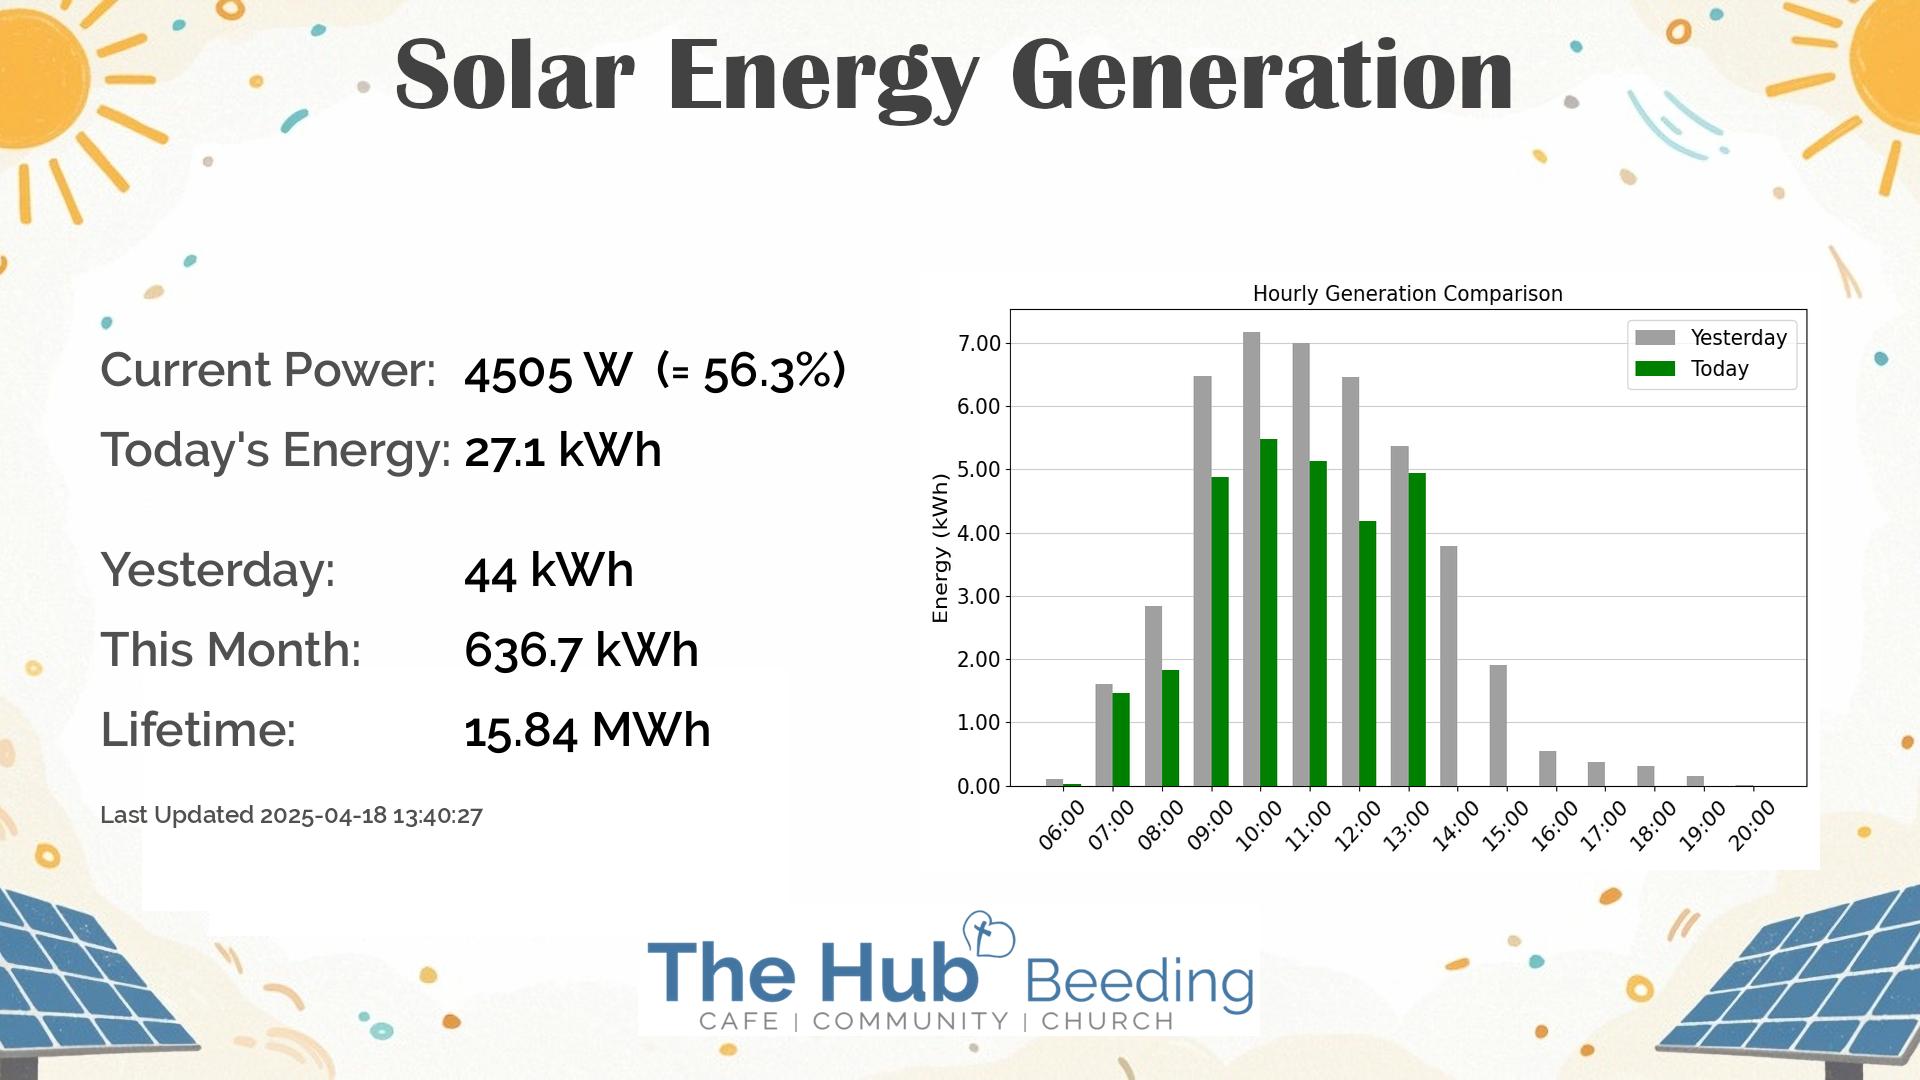 Solar Energy Generation
Current Power: 4505 W (= 56.3%)
Today's Energy: 27.1 kWh
Yesterday: 44 kWh
This Month: 636.7 kWh
Lifetime: 15.84 MWh
Last Updated 2025-04-18 13:40:27
Hourly Generation Comparison
Yesterday
Today
Energy (kWh)
7.00
6.00
5.00
4.00
3.00
2.00
1.00
0.00
06:00 07:00 08:00 09:00 10:00 11:00 12:00 13:00 14:00 15:00 16:00 17:00 18:00 19:00 20:00
The Hub Beeding
CAFE | COMMUNITY | CHURCH